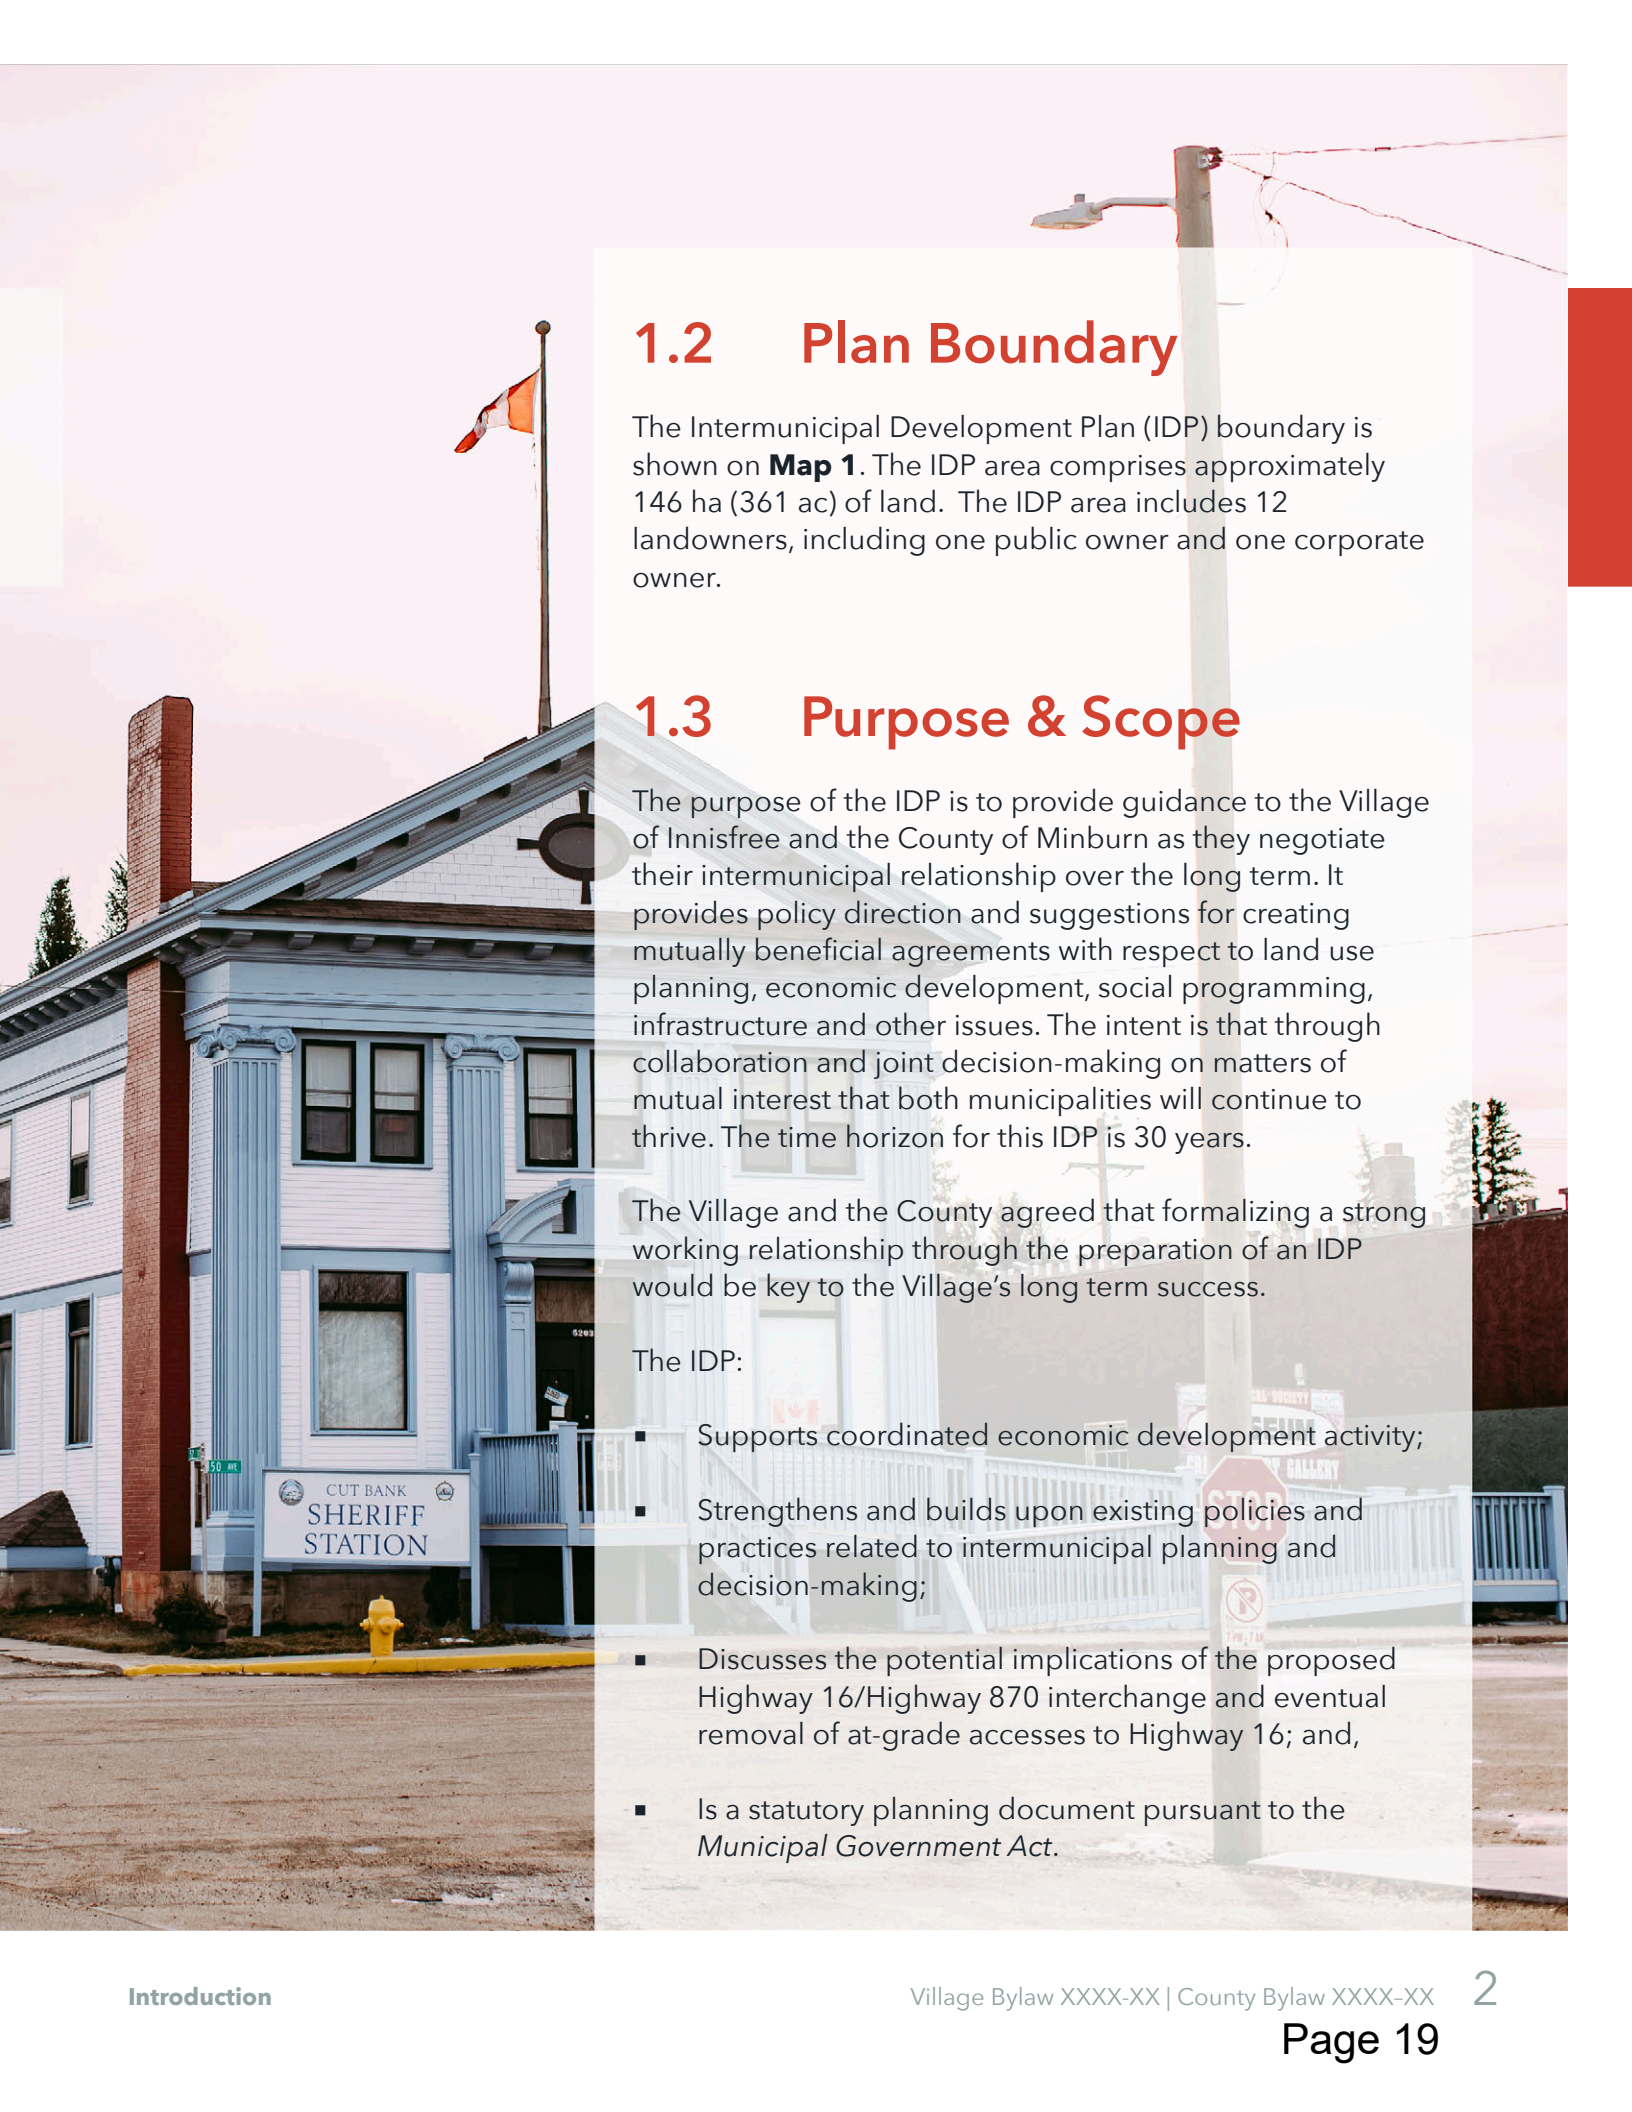 1.2 Plan Boundary
The Intermunicipal Development Plan (IDP) boundary is
shown on Map 1. The IDP area comprises approximately
146 ha (361 ac) of land.  The IDP area includes 12
landowners, including one public owner and one corporate
owner.
1.3 Purpose & Scope
The purpose of the IDP is to provide guidance to the Village
of Innisfree and the County of Minburn as they negotiate
their intermunicipal relationship over the long term. It
provides policy direction and suggestions for creating
mutually beneficial agreements with respect to land use
planning, economic development, social programming,
infrastructure and other issues. The intent is that through
collaboration and joint decision-making on matters of
mutual interest that both municipalities will continue to
thrive. The time horizon for this IDP is 30 years.
The Village and the County agreed that formalizing a strong
working relationship through the preparation of an IDP
would be key to the Village’s long term success.
The IDP:
▪ Supports coordinated economic development activity;
▪ Strengthens and builds upon existing policies and
practices related to intermunicipal planning and
decision-making;
▪ Discusses the potential implications of the proposed
Highway 16/Highway 870 interchange and eventual
removal of at-grade accesses to Highway 16; and,
▪ Is a statutory planning document pursuant to the
Municipal Government Act.
5203
50 AVE
CUT BANK
SHERIFF
STATION
GALLERY
STOP
Introduction
Village Bylaw XXXX-XX | County Bylaw XXXX–XX 2
Page 19